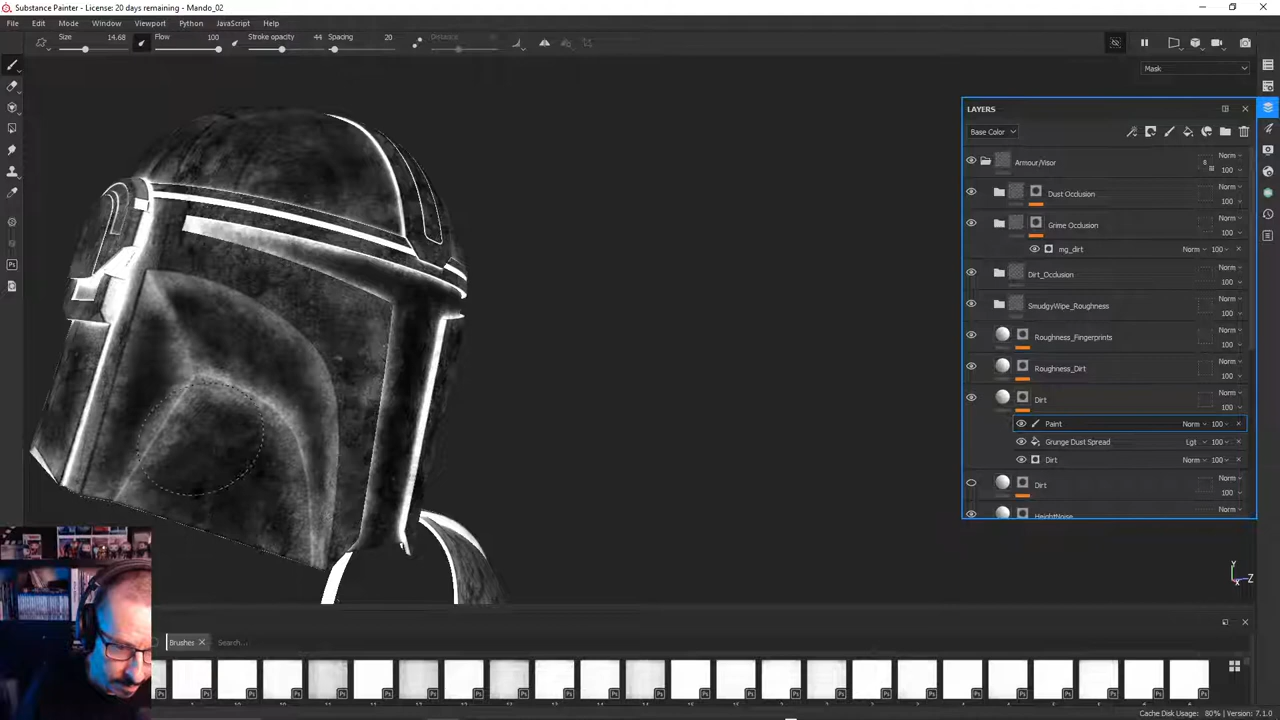 Substance Painter - License: 20 days remaining - Mando_02
File Edit Mode Window Viewport Python JavaScript Help
Size 14.68 Flow 100 Stroke opacity 44 Spacing 20 Distance
Mask
LAYERS
Base Color
Armour/Visor Norm 100
Dust Occlusion Norm 100
Grime Occlusion Norm 100
mg_dirt Norm 100
Dirt_Occlusion Norm 100
SmudgyWipe_Roughness Norm 100
Roughness_Fingerprints Norm 100
Roughness_Dirt Norm 100
Dirt Norm 100
Paint Norm 100
Grunge Dust Spread Lgt 100
Dirt Norm 100
Dirt Norm 100
HeightNoise Norm
Y
Z
X
Brushes Search...
Cache Disk Usage: 80% | Version: 7.1.0